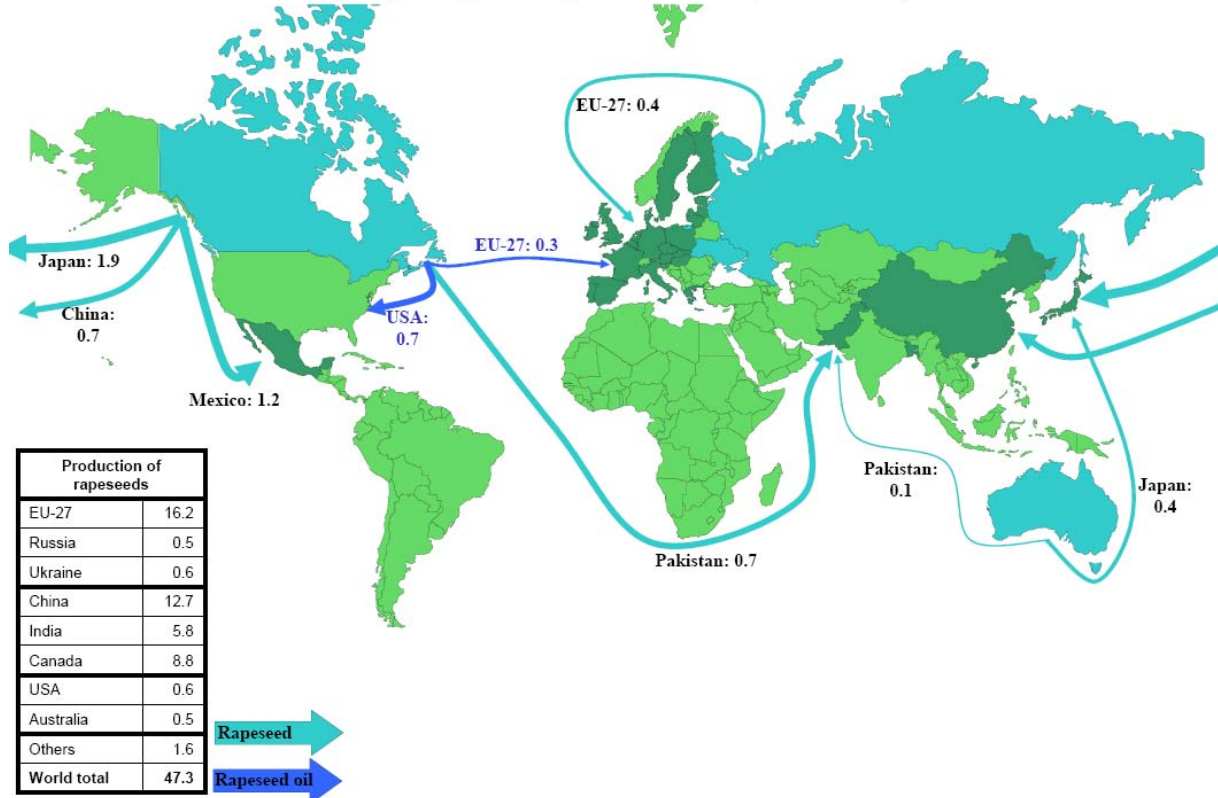 EU-27: 0.4
EU-27: 0.3
Japan: 1.9
China:
0.7
USA:
0.7
Mexico: 1.2
Pakistan:
0.1
Japan:
0.4
Pakistan: 0.7
Production of
rapeseeds
EU-27 16.2
Russia 0.5
Ukraine 0.6
China 12.7
India 5.8
Canada 8.8
USA 0.6
Australia 0.5
Others 1.6
World total 47.3
Rapeseed
Rapeseed oil